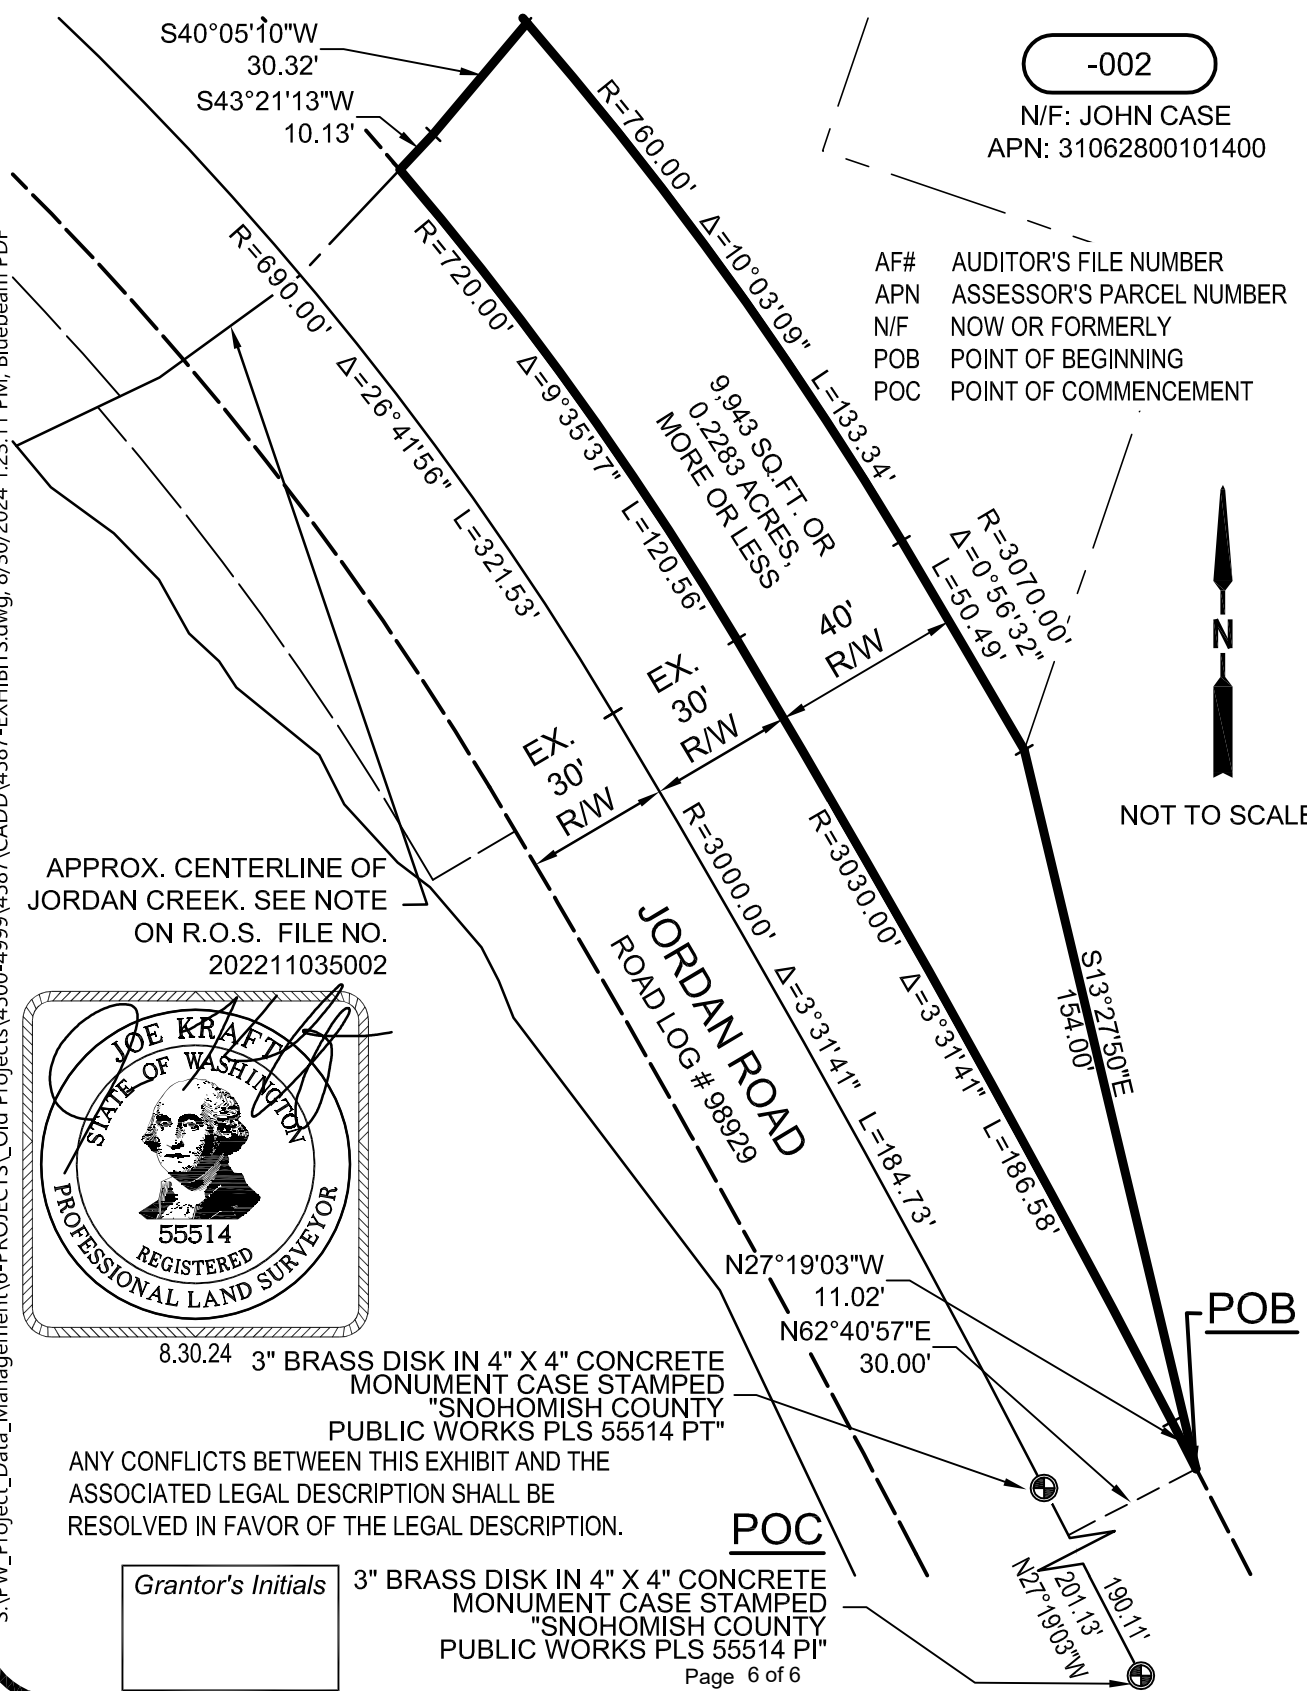 S40°05'10"W
30.32'
S43°21'13"W
10.13'
-002
N/F: JOHN CASE
APN: 31062800101400
R=760.00' Δ=10°03'09" L=133.34'
R=720.00' Δ=9°35'37" L=120.56'
R=690.00' Δ=26°41'56" L=321.53'
AF# AUDITOR'S FILE NUMBER
APN ASSESSOR'S PARCEL NUMBER
N/F NOW OR FORMERLY
POB POINT OF BEGINNING
POC POINT OF COMMENCEMENT
9,943 SQ.FT. OR
0.2283 ACRES,
MORE OR LESS
R=3070.00'
Δ=0°56'32"
L=50.49'
40'
R/W
EX.
30'
R/W
EX.
30'
R/W
N
NOT TO SCALE
R=3000.00' Δ=3°31'41" L=184.73'
R=3030.00' Δ=3°31'41" L=186.58'
S13°27'50"E
154.00'
JORDAN ROAD
ROAD LOG # 98929
APPROX. CENTERLINE OF
JORDAN CREEK. SEE NOTE
ON R.O.S. FILE NO.
202211035002
JOE KRAFT
STATE OF WASHINGTON
55514
REGISTERED
PROFESSIONAL LAND SURVEYOR
8.30.24
N27°19'03"W
11.02'
N62°40'57"E
30.00'
POB
3" BRASS DISK IN 4" X 4" CONCRETE
MONUMENT CASE STAMPED
"SNOHOMISH COUNTY
PUBLIC WORKS PLS 55514 PT"
ANY CONFLICTS BETWEEN THIS EXHIBIT AND THE
ASSOCIATED LEGAL DESCRIPTION SHALL BE
RESOLVED IN FAVOR OF THE LEGAL DESCRIPTION.
POC
3" BRASS DISK IN 4" X 4" CONCRETE
MONUMENT CASE STAMPED
"SNOHOMISH COUNTY
PUBLIC WORKS PLS 55514 PI"
190.11'
201.13'
N27°19'03"W
Grantor's Initials
Page 6 of 6